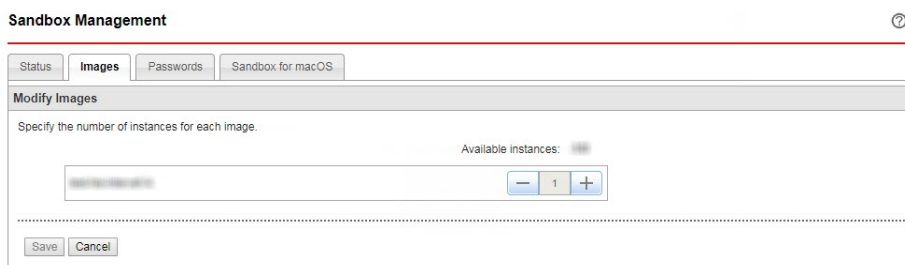 Sandbox Management
Status Images Passwords Sandbox for macOS
Modify Images
Specify the number of instances for each image.
Available instances:
1
Save Cancel